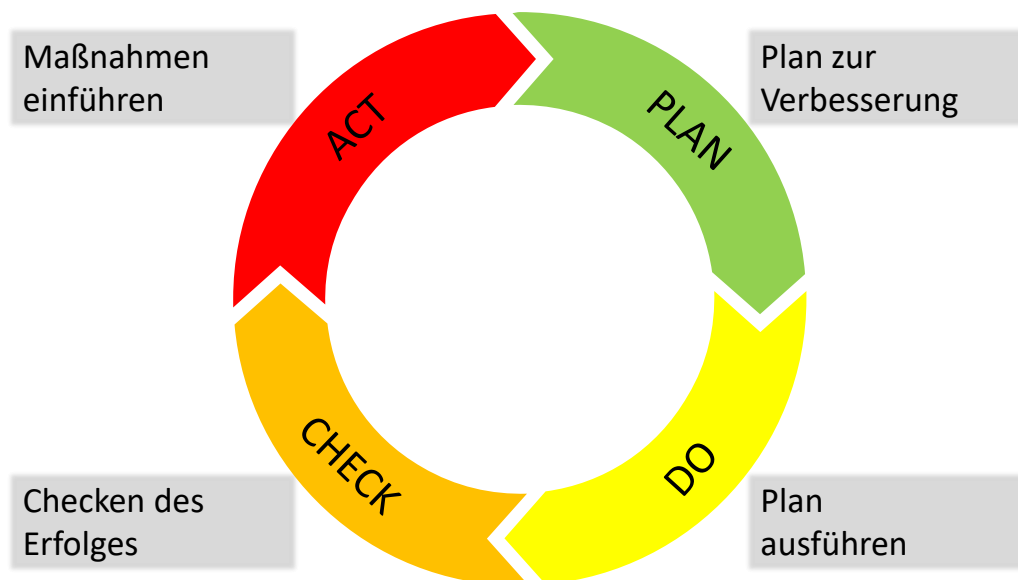 Maßnahmen
einführen
ACT
PLAN
Plan zur
Verbesserung
Checken des
Erfolges
CHECK
DO
Plan
ausführen